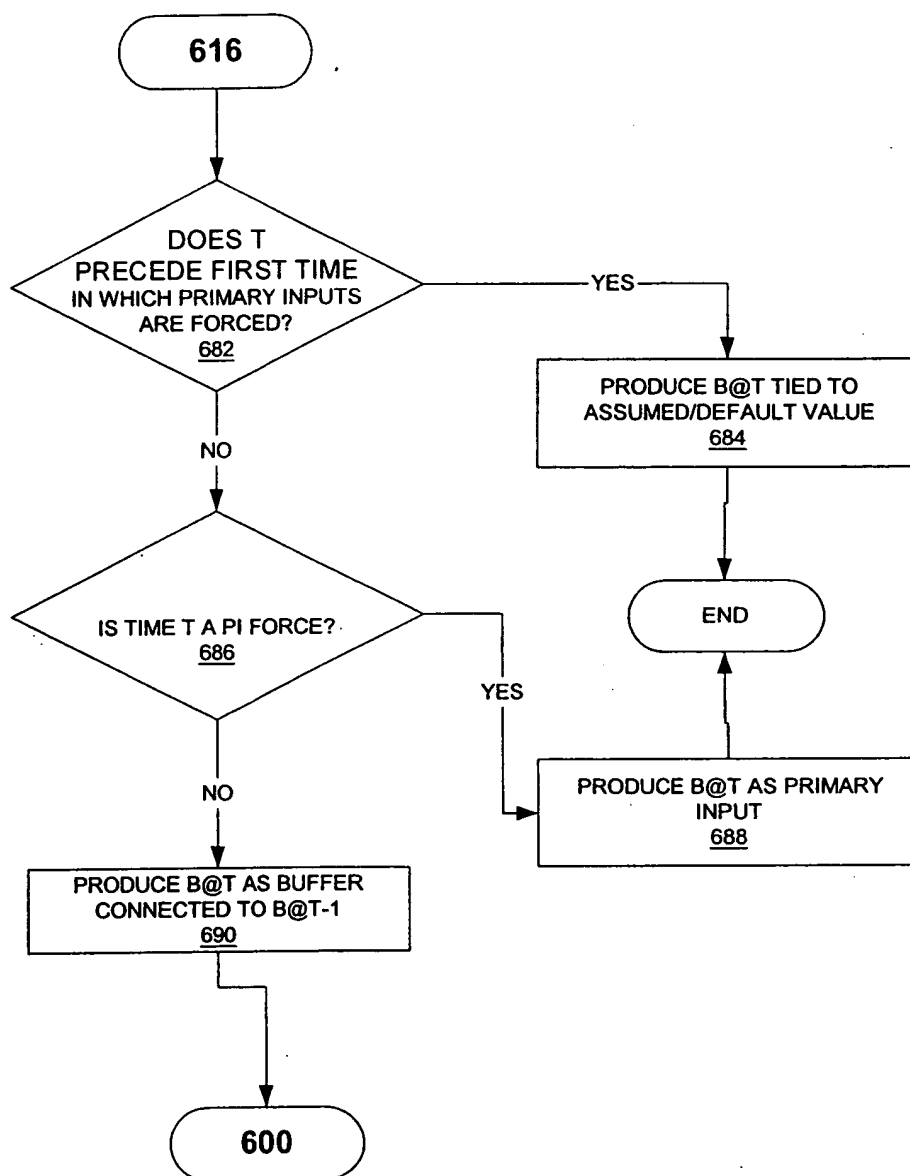 616
DOES T
PRECEDE FIRST TIME
IN WHICH PRIMARY INPUTS
ARE FORCED?
682
YES
PRODUCE B@T TIED TO
ASSUMED/DEFAULT VALUE
684
NO
END
IS TIME T A PI FORCE?
686
YES
PRODUCE B@T AS PRIMARY
INPUT
688
NO
PRODUCE B@T AS BUFFER
CONNECTED TO B@T-1
690
600